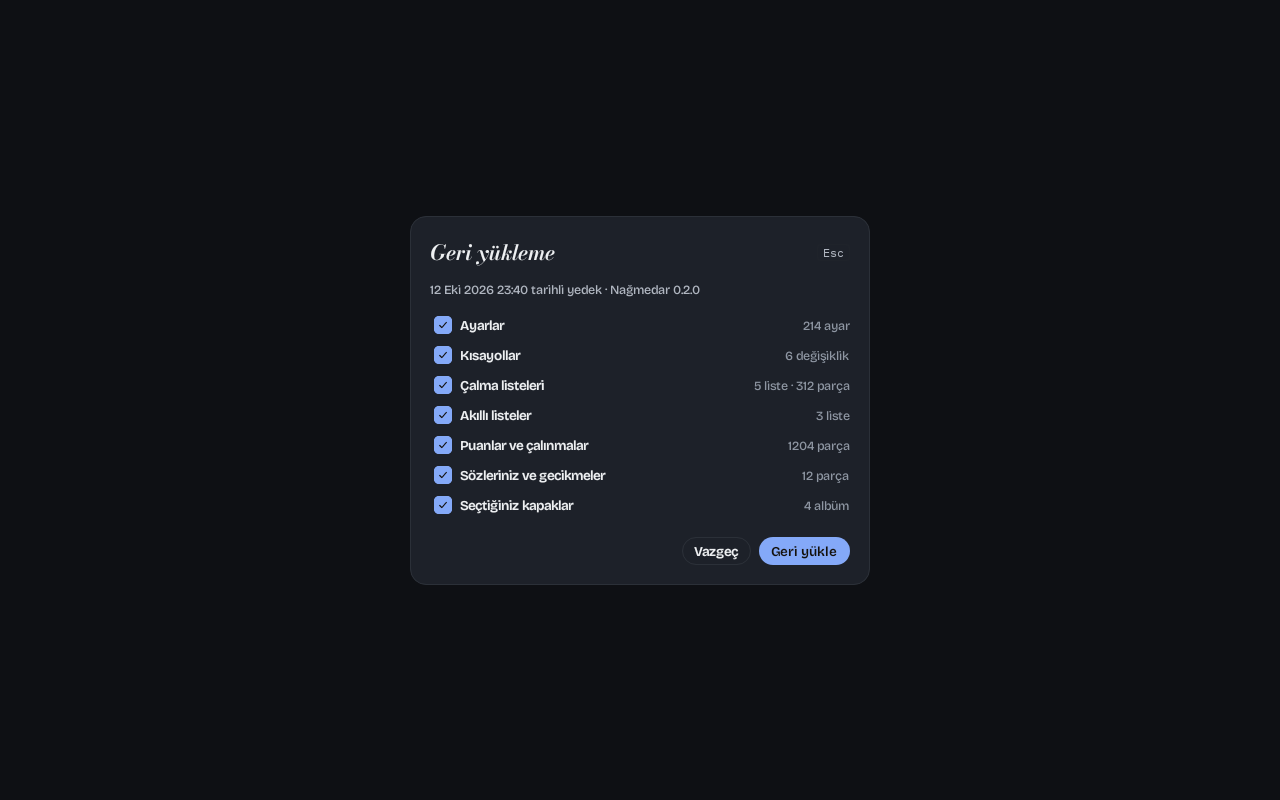 Geri yükleme
Esc
12 Eki 2026 23:40 tarihli yedek · Nağmedar 0.2.0
Ayarlar 214 ayar
Kısayollar 6 değişiklik
Çalma listeleri 5 liste · 312 parça
Akıllı listeler 3 liste
Puanlar ve çalınmalar 1204 parça
Sözleriniz ve gecikmeler 12 parça
Seçtiğiniz kapaklar 4 albüm
Vazgeç Geri yükle